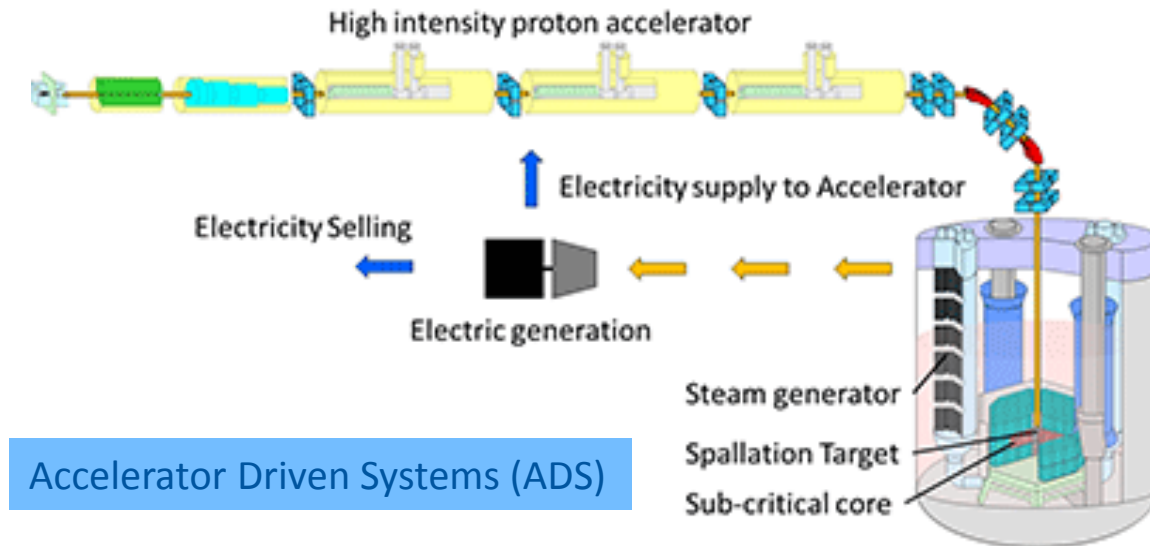 High intensity proton accelerator
Electricity supply to Accelerator
Electricity Selling
Electric generation
Steam generator
Spallation Target
Sub-critical core
Accelerator Driven Systems (ADS)